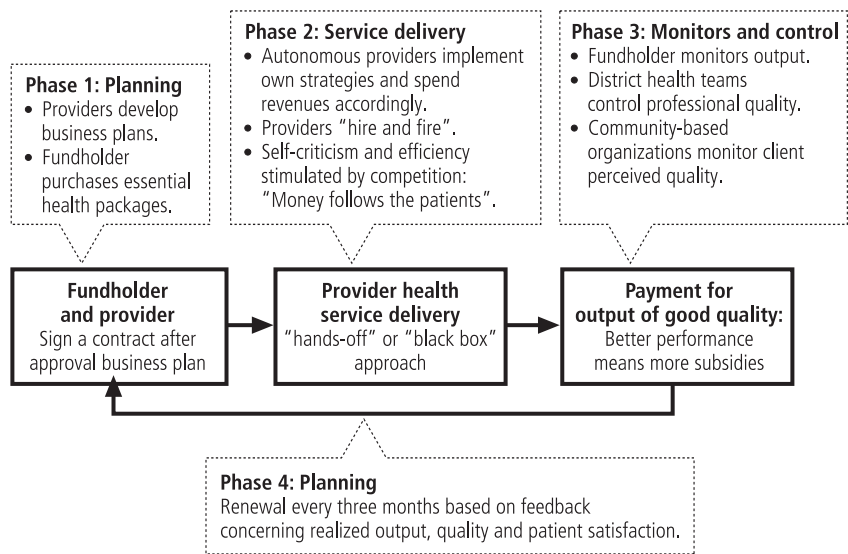 Phase 1: Planning
• Providers develop
business plans.
• Fundholder
purchases essential
health packages.
Phase 2: Service delivery
• Autonomous providers implement
own strategies and spend
revenues accordingly.
• Providers “hire and fire”.
• Self-criticism and efficiency
stimulated by competition:
“Money follows the patients”.
Phase 3: Monitors and control
• Fundholder monitors output.
• District health teams
control professional quality.
• Community-based
organizations monitor client
perceived quality.
Fundholder
and provider
Sign a contract after
approval business plan
Provider health
service delivery
“hands-off” or “black box”
approach
Payment for
output of good quality:
Better performance
means more subsidies
Phase 4: Planning
Renewal every three months based on feedback
concerning realized output, quality and patient satisfaction.